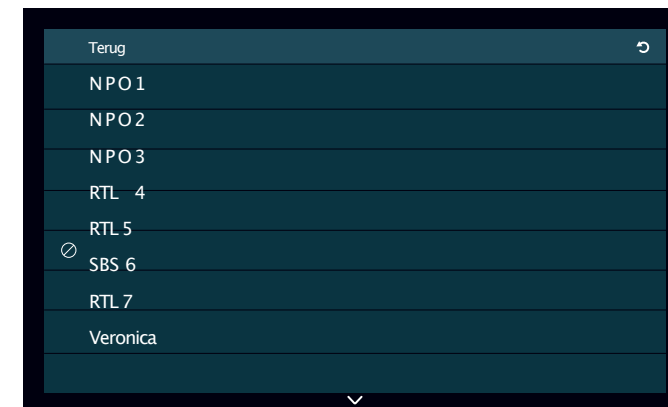 Terug
NPO1
NPO2
NPO3
RTL 4
RTL 5
SBS 6
RTL 7
Veronica